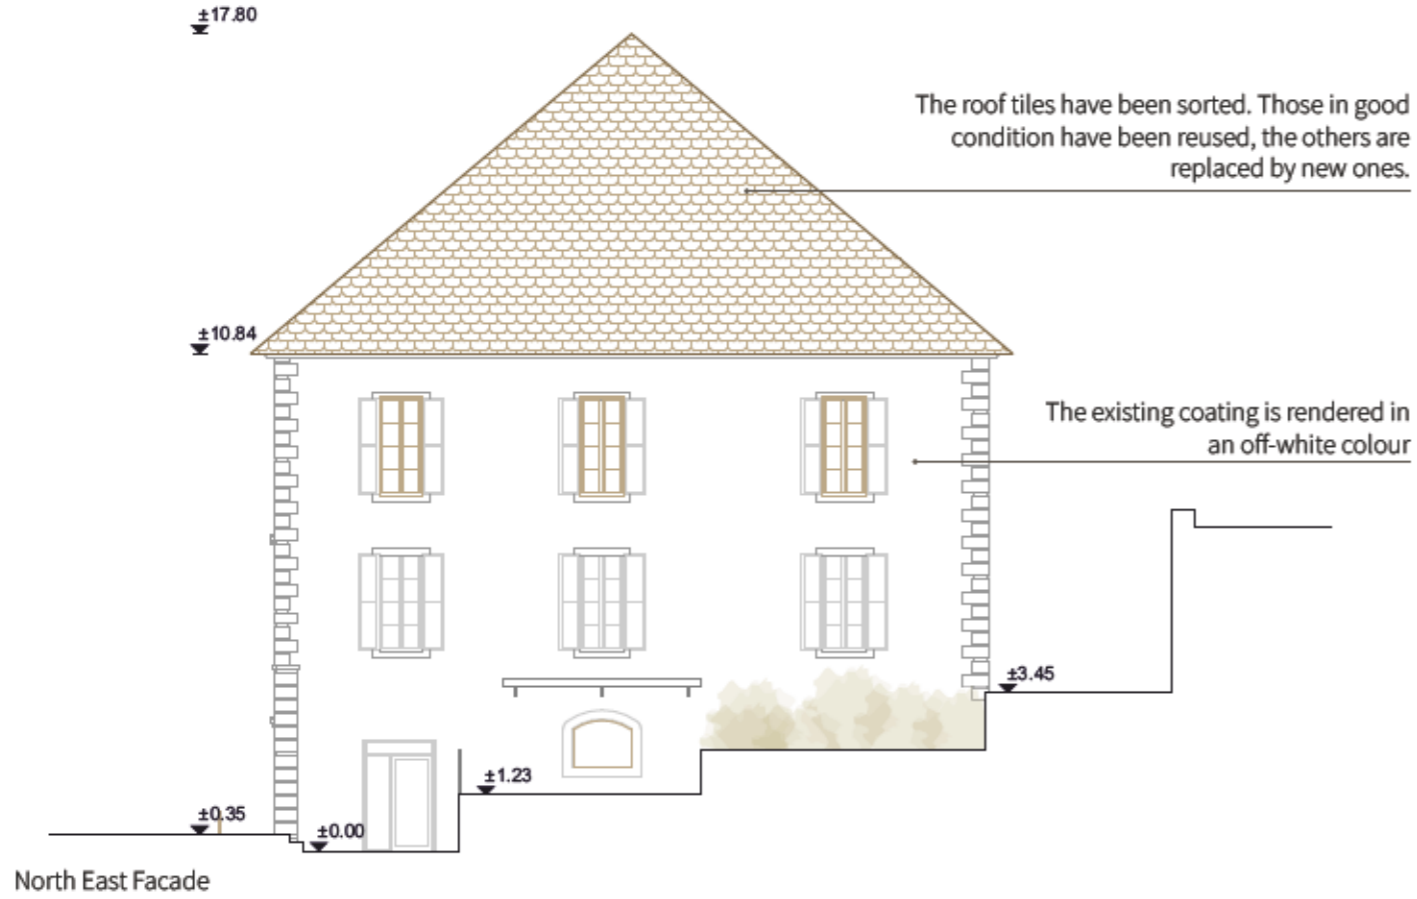 ±17.80
The roof tiles have been sorted. Those in good
condition have been reused, the others are
replaced by new ones.
±10.84
The existing coating is rendered in
an off-white colour
±3.45
±1.23
±0.35
±0.00
North East Facade